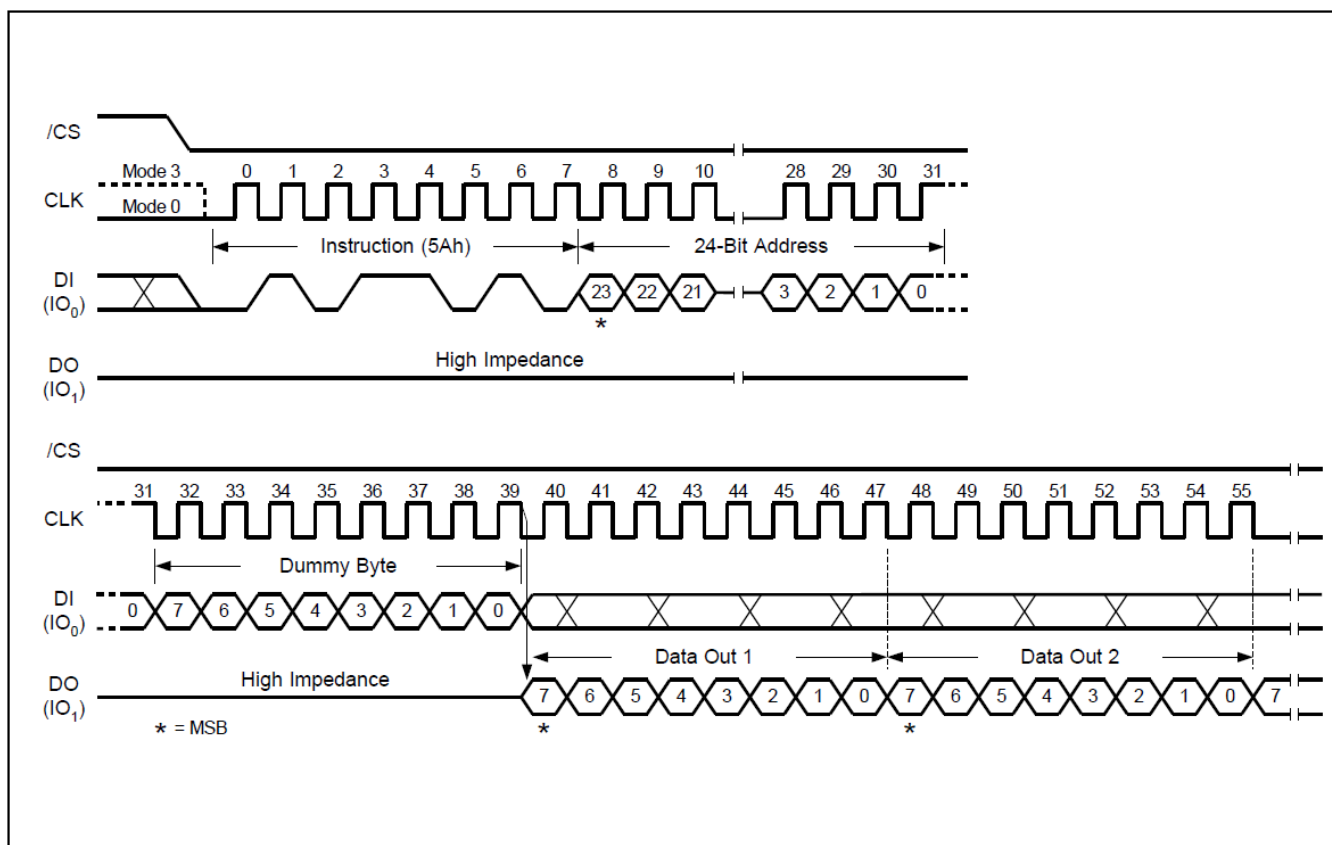 /CS
Mode 3
0 1 2 3 4 5 6 7 8 9 10 28 29 30 31
CLK
Mode 0
Instruction (5Ah) 24-Bit Address
DI
(IO0)
23 22 21 3 2 1 0
*
High Impedance
DO
(IO1)
/CS
31 32 33 34 35 36 37 38 39 40 41 42 43 44 45 46 47 48 49 50 51 52 53 54 55
CLK
Dummy Byte
DI
(IO0)
0 7 6 5 4 3 2 1 0
Data Out 1 Data Out 2
High Impedance
DO
(IO1)
7 6 5 4 3 2 1 0 7 6 5 4 3 2 1 0 7
* = MSB * *